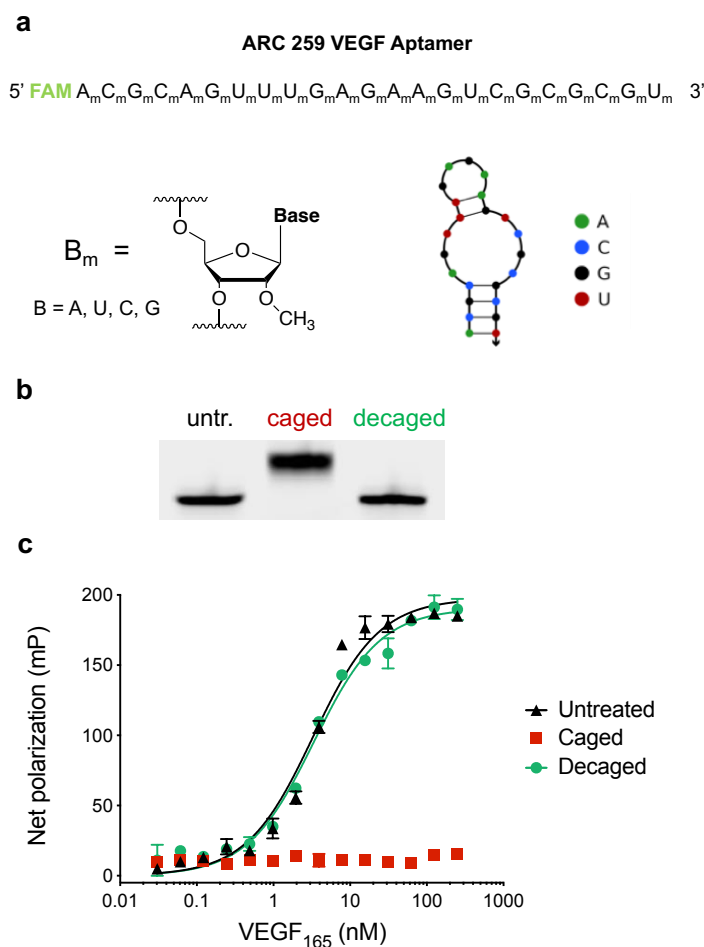 a
ARC 259 VEGF Aptamer
5' FAM AₘCₘGₘCₘAₘGₘUₘUₘUₘGₘAₘGₘAₘAₘGₘUₘCₘGₘCₘGₘCₘGₘUₘ 3'
Base
O
O
Bₘ =
B = A, U, C, G
O
O
CH₃
A
C
G
U
b
untr. caged decaged
c
200
150
100
50
0
Net polarization (mP)
Untreated
Caged
Decaged
0.01 0.1 1 10 100 1000
VEGF₁₆₅ (nM)